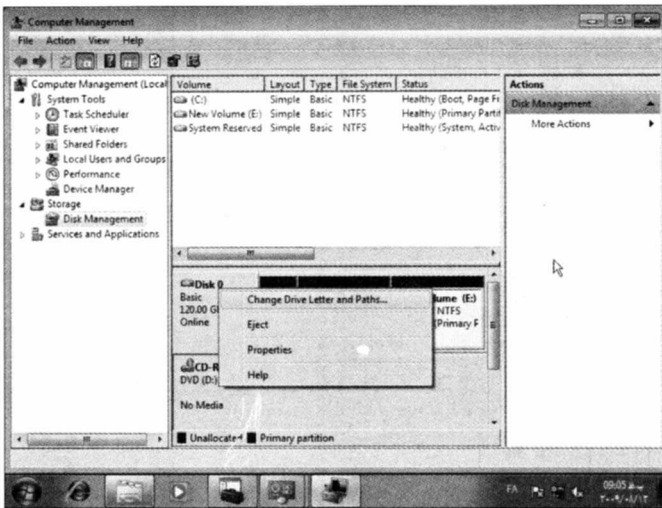 Computer Management
File Action View Help
Computer Management (Local
System Tools
Task Scheduler
Event Viewer
Shared Folders
Local Users and Groups
Performance
Device Manager
Storage
Disk Management
Services and Applications
Volume Layout Type File System Status
(C:) Simple Basic NTFS Healthy (Boot, Page Fi
New Volume (E:) Simple Basic NTFS Healthy (Primary Partit
System Reserved Simple Basic NTFS Healthy (System, Activ
Disk 0
Basic
120.00 GB
Online
Change Drive Letter and Paths...
Eject
Properties
Help
lume (E:)
NTFS
(Primary P
CD-R
DVD (D:)
No Media
Unallocated Primary partition
Actions
Disk Management
More Actions
FA
09:05